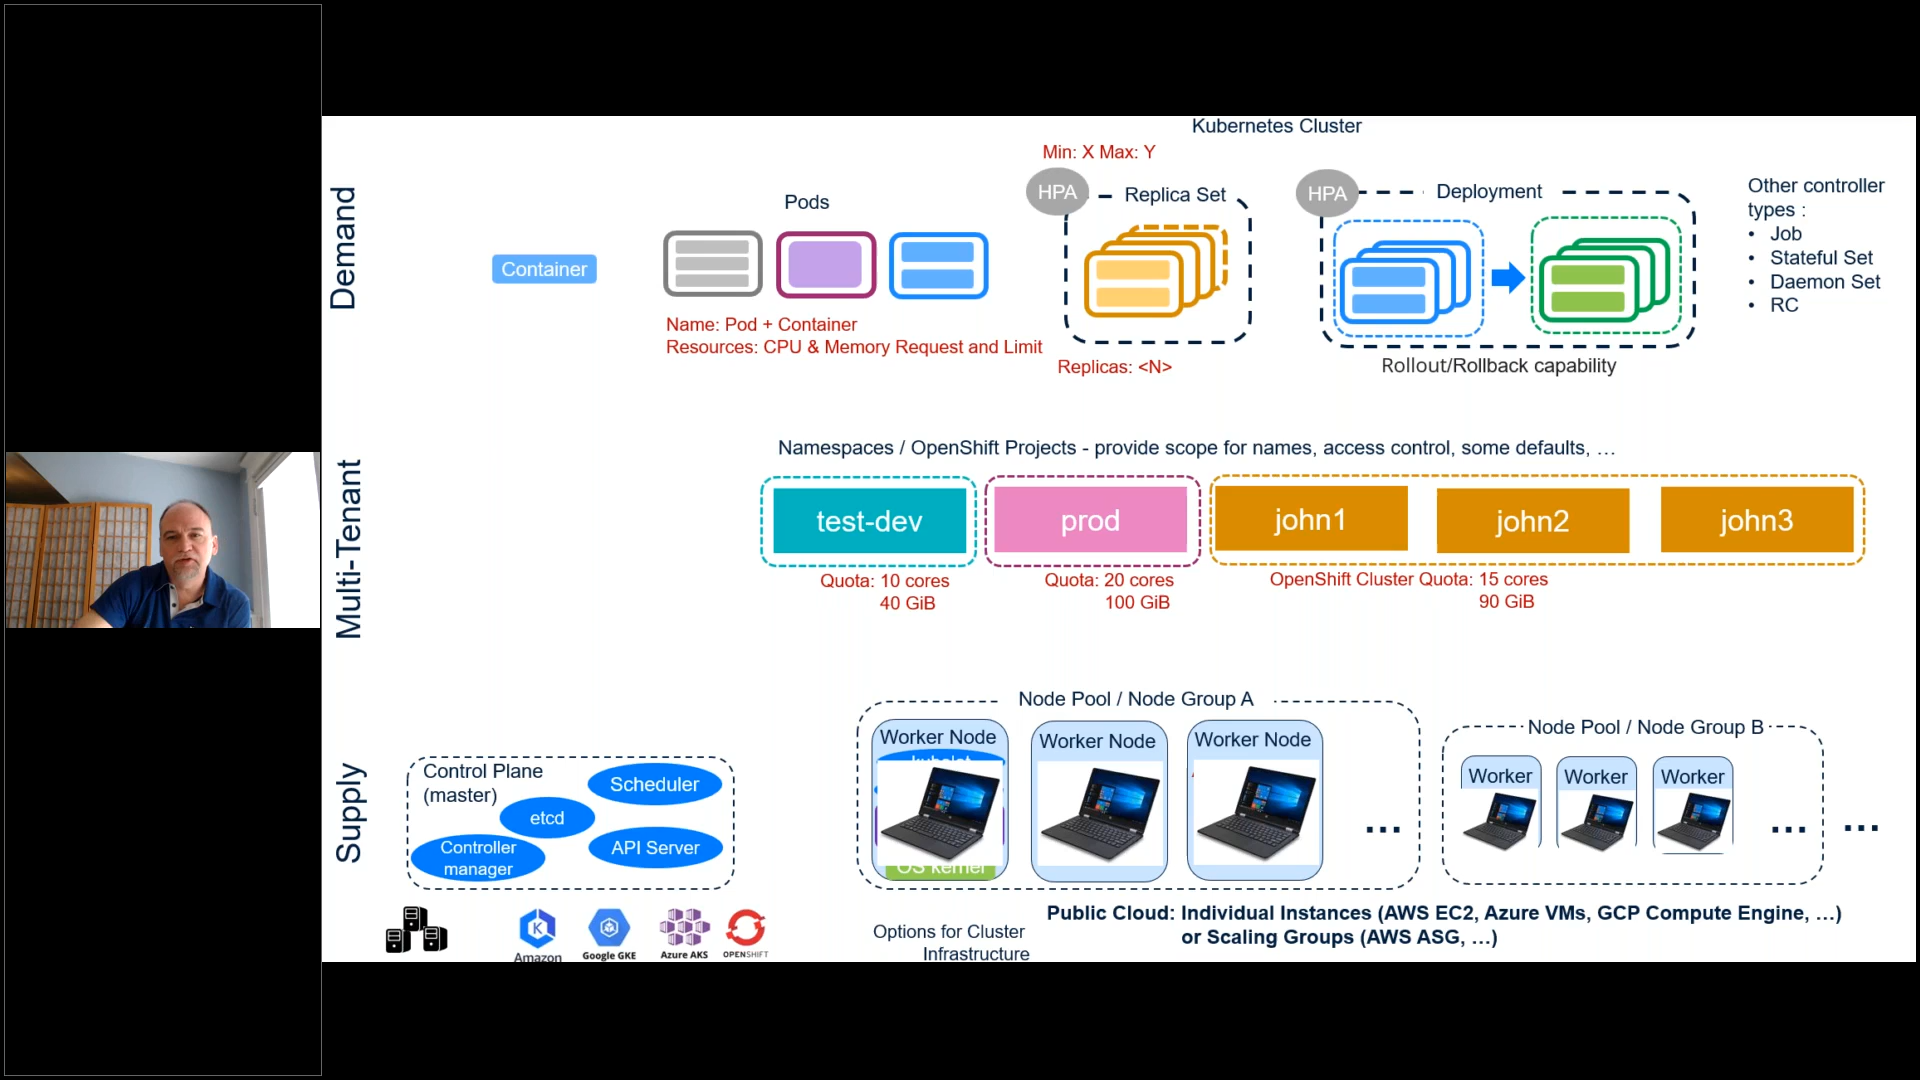 Kubernetes Cluster
Demand
Container
Pods
Name: Pod + Container
Resources: CPU & Memory Request and Limit
Min: X Max: Y
HPA
Replica Set
Replicas: <N>
HPA
Deployment
Rollout/Rollback capability
Other controller
types :
• Job
• Stateful Set
• Daemon Set
• RC
Multi-Tenant
Namespaces / OpenShift Projects - provide scope for names, access control, some defaults, …
test-dev
prod
john1
john2
john3
Quota: 10 cores
40 GiB
Quota: 20 cores
100 GiB
OpenShift Cluster Quota: 15 cores
90 GiB
Supply
Control Plane
(master)
Scheduler
etcd
Controller
manager
API Server
Node Pool / Node Group A
Worker Node
kubelet
OS kernel
Worker Node
Worker Node
...
Node Pool / Node Group B
Worker
Worker
Worker
...
...
Amazon
Google GKE
Azure AKS
OPENSHIFT
Options for Cluster
Infrastructure
Public Cloud: Individual Instances (AWS EC2, Azure VMs, GCP Compute Engine, …)
or Scaling Groups (AWS ASG, …)